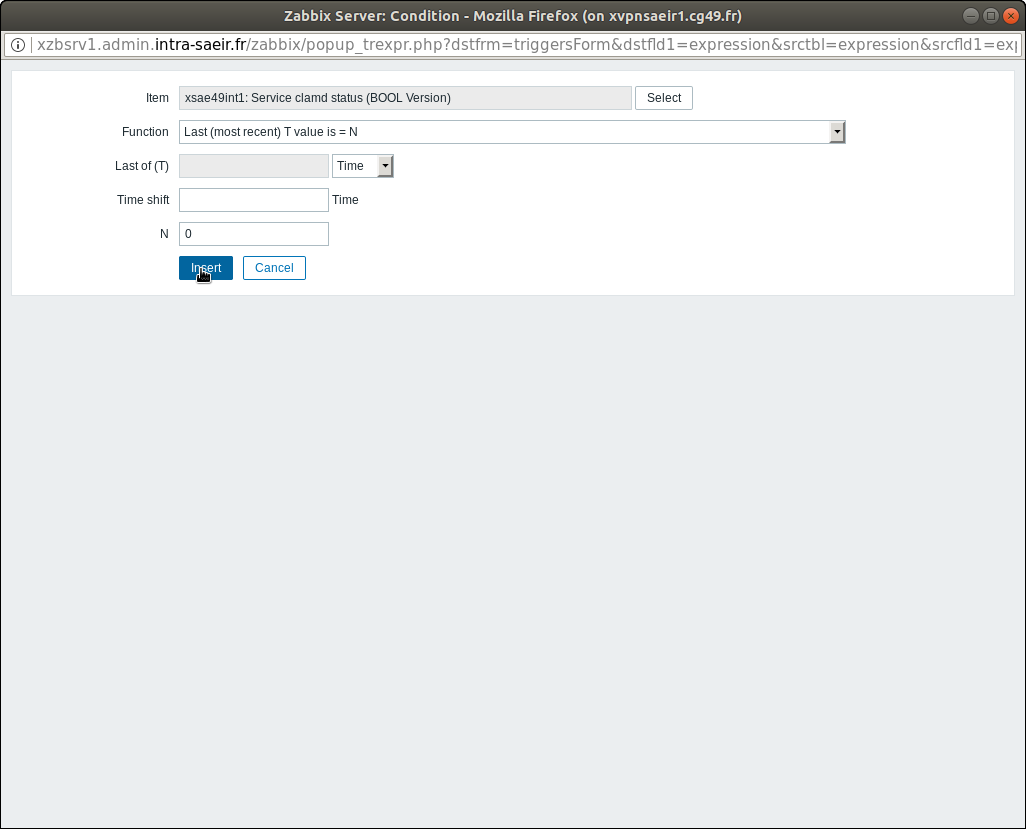 Zabbix Server: Condition - Mozilla Firefox (on xvpnsaeir1.cg49.fr)
xzbsrv1.admin.intra-saeir.fr/zabbix/popup_trexpr.php?dstfrm=triggersForm&dstfld1=expression&srctbl=expression&srcfld1=exp
Item xsae49int1: Service clamd status (BOOL Version) Select
Function Last (most recent) T value is = N
Last of (T) Time
Time shift Time
N 0
Insert Cancel